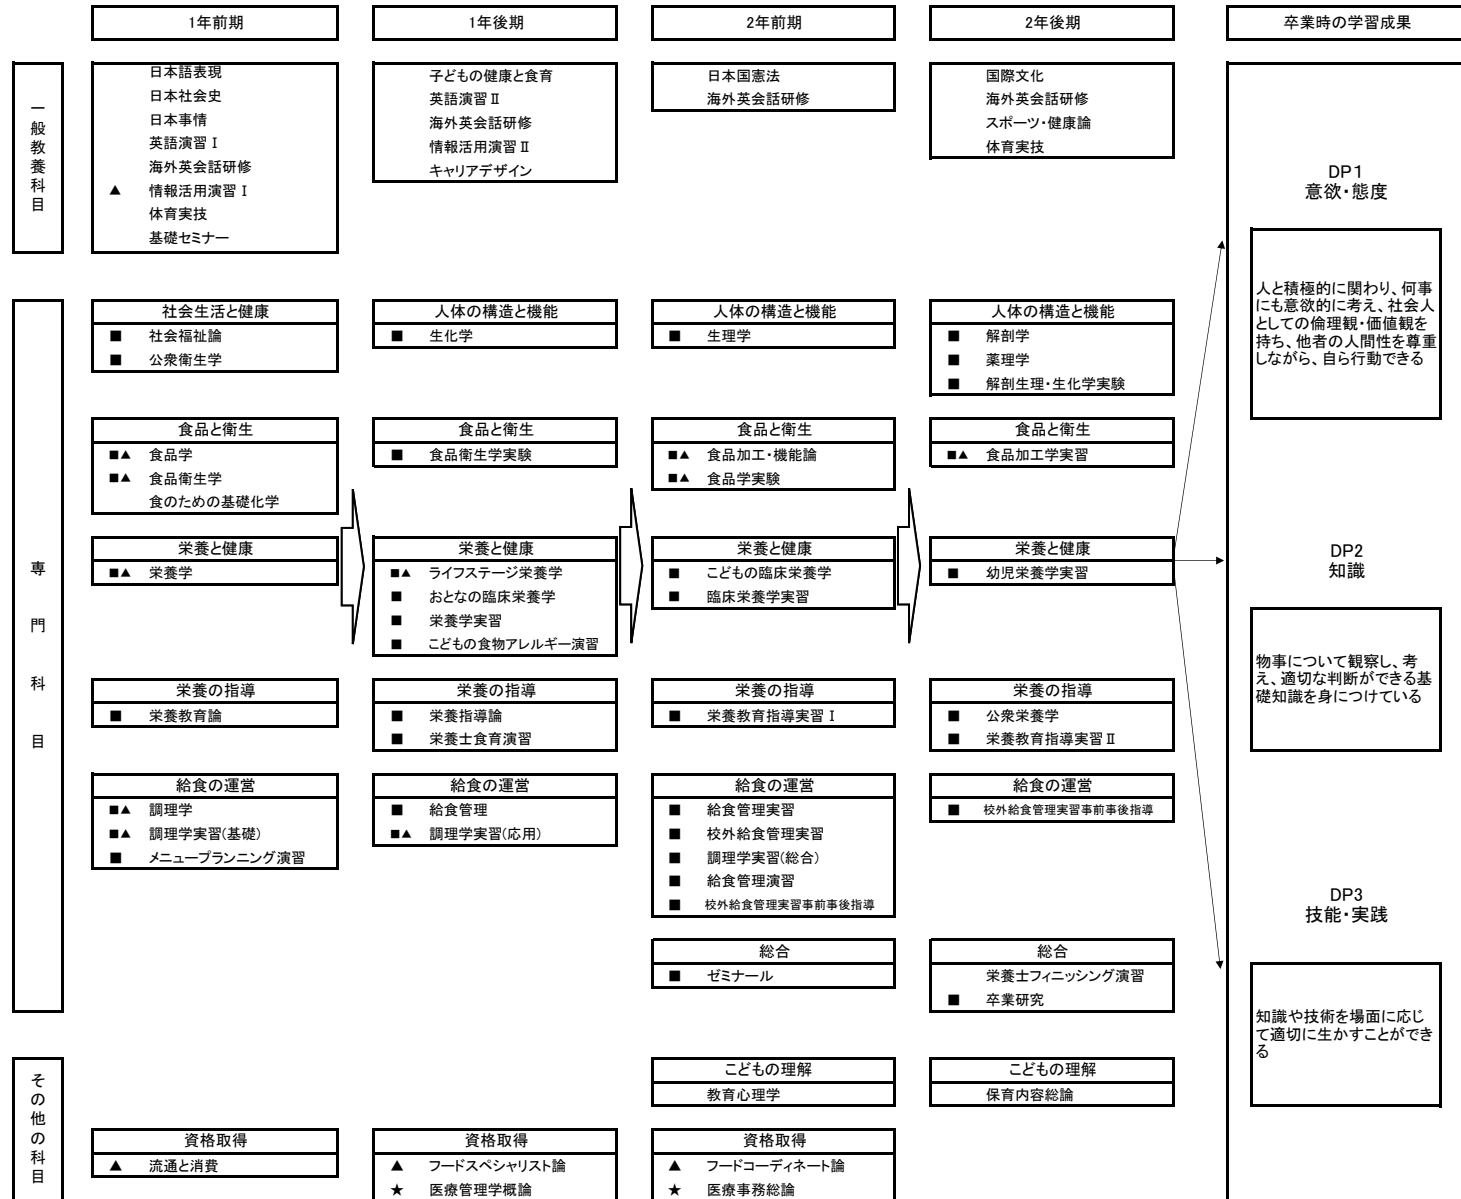 1年前期
1年後期
2年前期
2年後期
卒業時の学習成果
一般教養科目
日本語表現
日本社会史
日本事情
英語演習Ⅰ
海外英会話研修
▲ 情報活用演習Ⅰ
体育実技
基礎セミナー
子どもの健康と食育
英語演習Ⅱ
海外英会話研修
情報活用演習Ⅱ
キャリアデザイン
日本国憲法
海外英会話研修
国際文化
海外英会話研修
スポーツ・健康論
体育実技
専門科目
社会生活と健康
■ 社会福祉論
■ 公衆衛生学
人体の構造と機能
■ 生化学
人体の構造と機能
■ 生理学
人体の構造と機能
■ 解剖学
■ 薬理学
■ 解剖生理・生化学実験
食品と衛生
■▲ 食品学
■▲ 食品衛生学
食のための基礎化学
食品と衛生
■ 食品衛生学実験
食品と衛生
■▲ 食品加工・機能論
■▲ 食品学実験
食品と衛生
■▲ 食品加工学実習
栄養と健康
■▲ 栄養学
栄養と健康
■▲ ライフステージ栄養学
■ おとなの臨床栄養学
■ 栄養学実習
■ こどもの食物アレルギー演習
栄養と健康
■ こどもの臨床栄養学
■ 臨床栄養学実習
栄養と健康
■ 幼児栄養学実習
栄養の指導
■ 栄養教育論
栄養の指導
■ 栄養指導論
■ 栄養士食育演習
栄養の指導
■ 栄養教育指導実習Ⅰ
栄養の指導
■ 公衆栄養学
■ 栄養教育指導実習Ⅱ
給食の運営
■▲ 調理学
■▲ 調理学実習(基礎)
■ メニュープランニング演習
給食の運営
■ 給食管理
■▲ 調理学実習(応用)
給食の運営
■ 給食管理実習
■ 校外給食管理実習
■ 調理学実習(総合)
■ 給食管理演習
■ 校外給食管理実習事前事後指導
給食の運営
■ 校外給食管理実習事前事後指導
総合
■ ゼミナール
総合
栄養士フィニッシング演習
■ 卒業研究
その他の科目
こどもの理解
教育心理学
こどもの理解
保育内容総論
資格取得
▲ 流通と消費
資格取得
▲ フードスペシャリスト論
★ 医療管理学概論
資格取得
▲ フードコーディネート論
★ 医療事務総論
DP1
意欲・態度
人と積極的に関わり、何事
にも意欲的に考え、社会人
としての倫理観・価値観を
持ち、他者の人間性を尊重
しながら、自ら行動できる
DP2
知識
物事について観察し、考
え、適切な判断ができる基
礎知識を身につけている
DP3
技能・実践
知識や技術を場面に応じ
て適切に生かすことができ
る